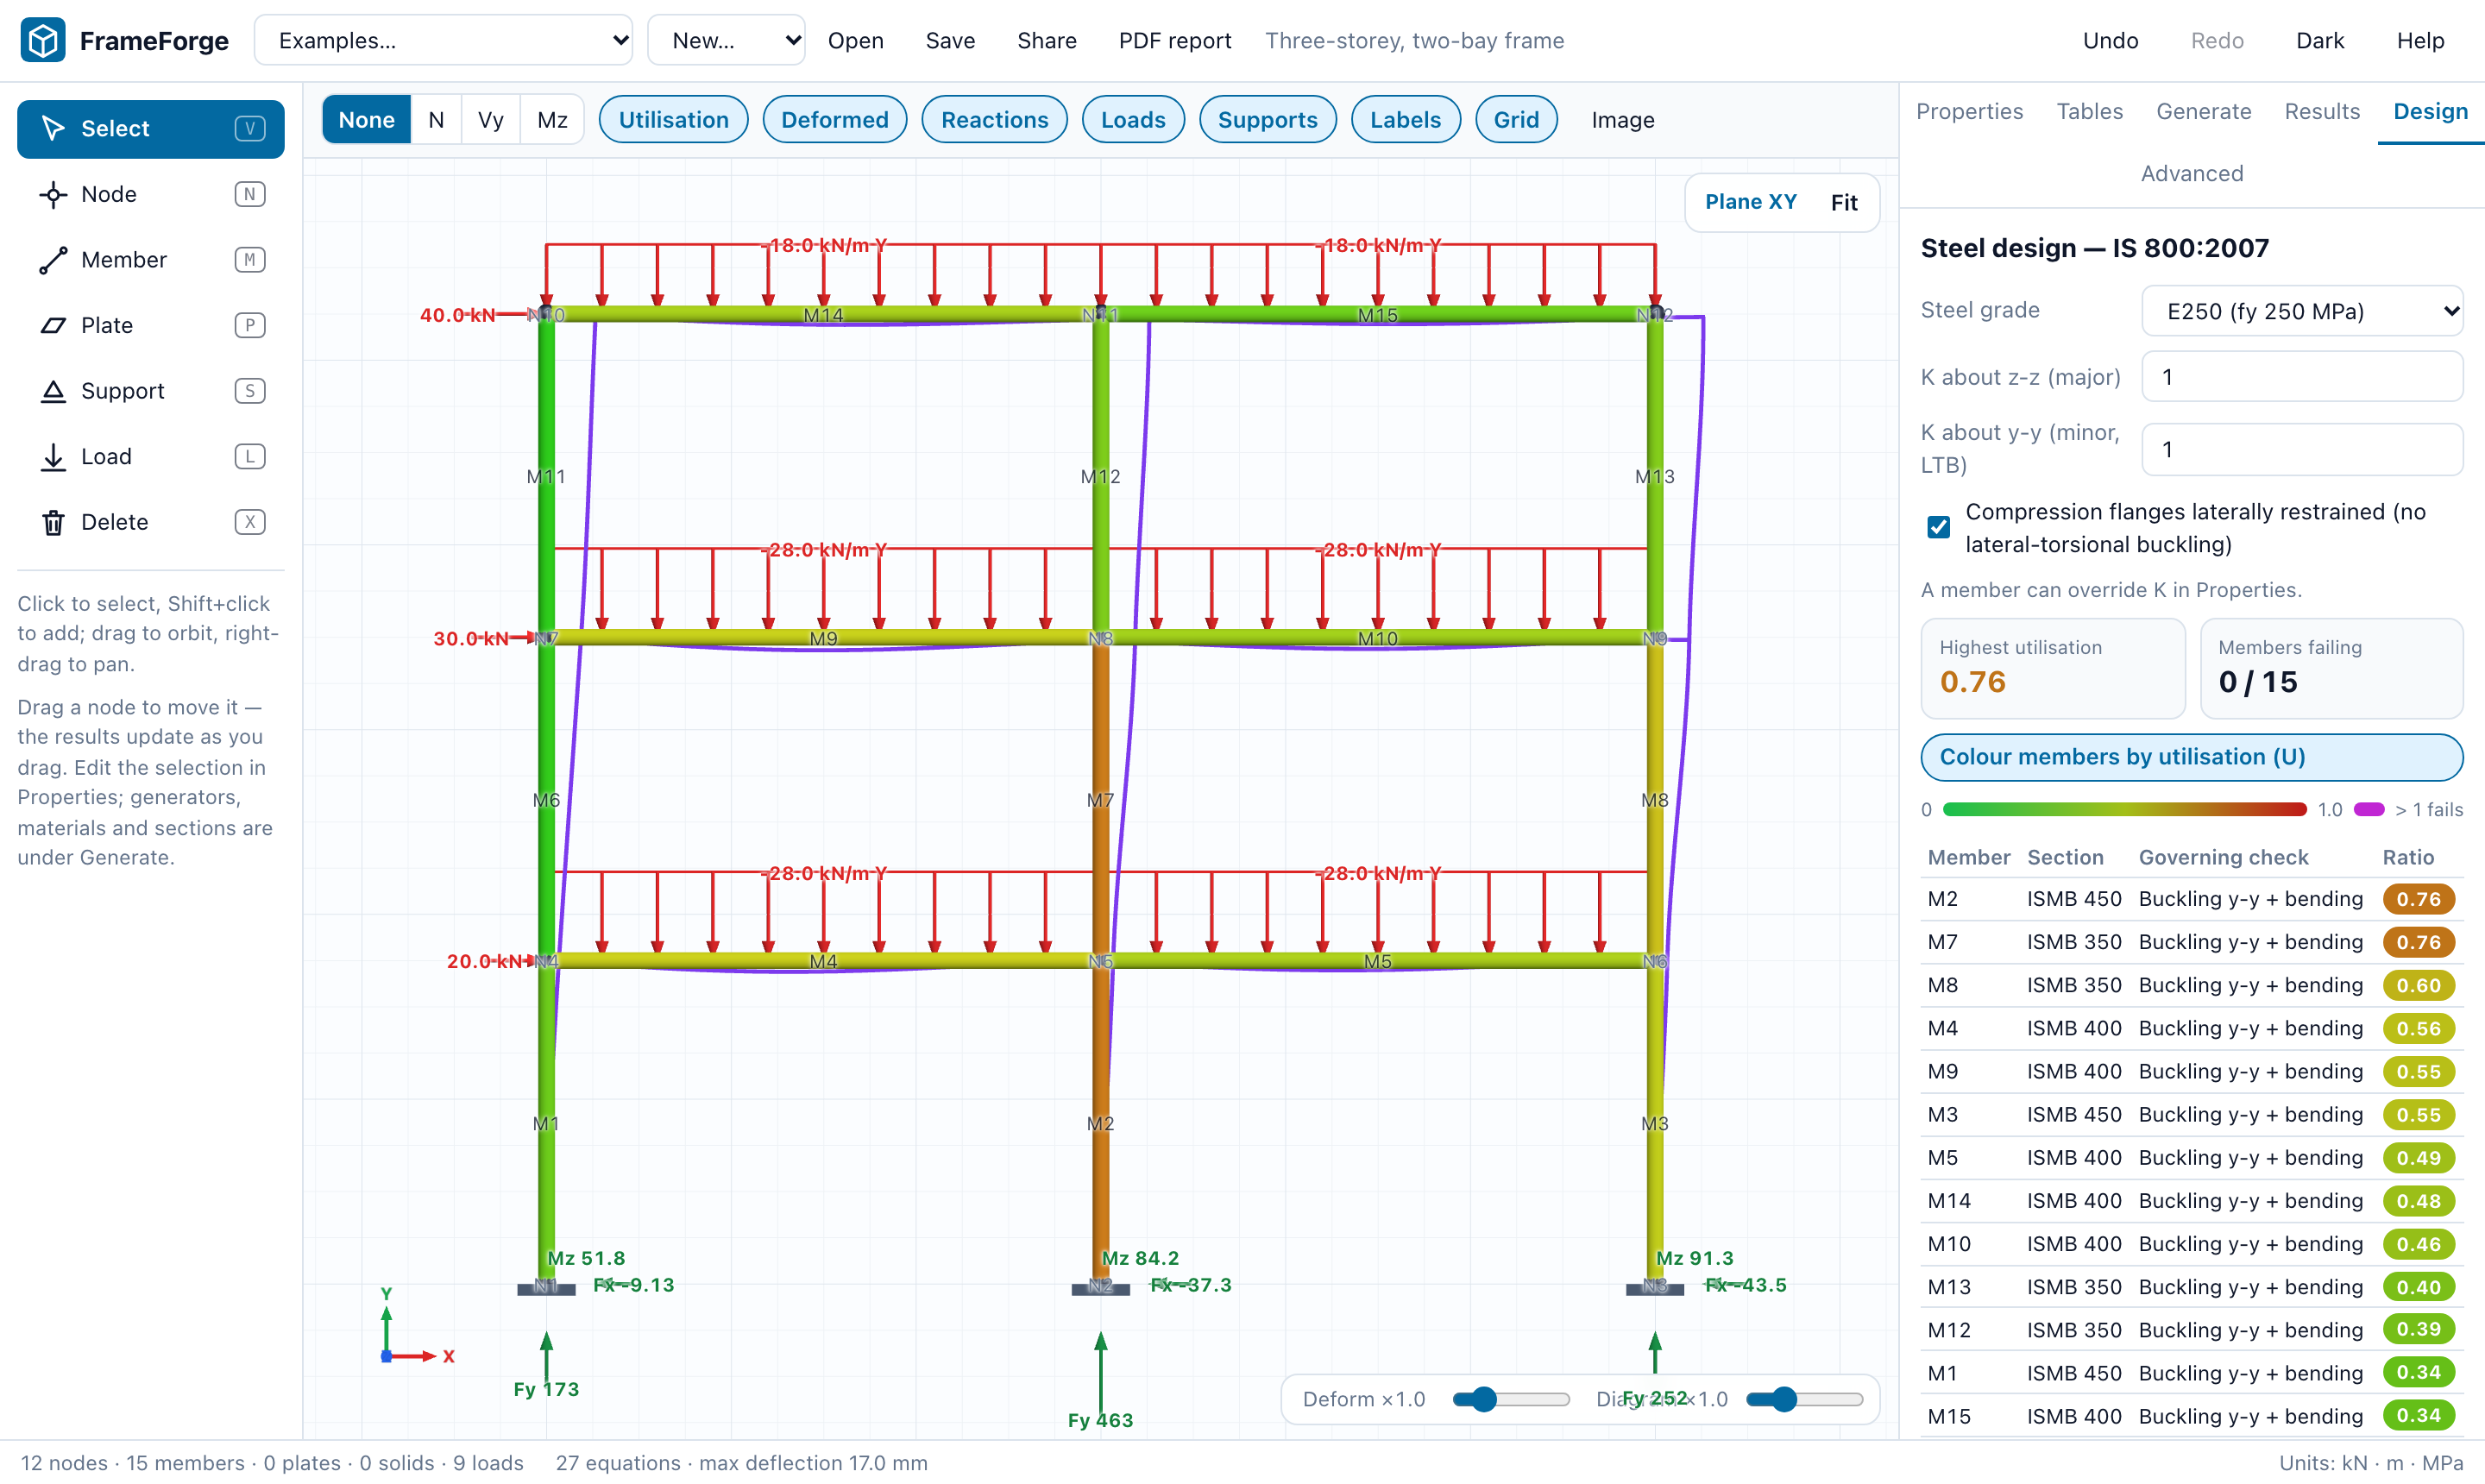 FrameForge
Examples...
New...
Open
Save
Share
PDF report
Three-storey, two-bay frame
Undo
Redo
Dark
Help
Select V
Node N
Member M
Plate P
Support S
Load L
Delete X
Click to select, Shift+click
to add; drag to orbit, right-
drag to pan.
Drag a node to move it —
the results update as you
drag. Edit the selection in
Properties; generators,
materials and sections are
under Generate.
None N Vy Mz
Utilisation
Deformed
Reactions
Loads
Supports
Labels
Grid
Image
Plane XY Fit
-18.0 kN/m Y -18.0 kN/m Y
40.0 kN N10 M14 N11 M15 N12
M11 M12 M13
-28.0 kN/m Y -28.0 kN/m Y
30.0 kN N7 M9 N8 M10 N9
M6 M7 M8
-28.0 kN/m Y -28.0 kN/m Y
20.0 kN N4 M4 N5 M5 N6
M1 M2 M3
Mz 51.8 Mz 84.2 Mz 91.3
N1 Fx -9.13 N2 Fx -37.3 N3 Fx -43.5
Y
X
Fy 173
Fy 463
Fy 252
Deform ×1.0
Diagram ×1.0
Properties
Tables
Generate
Results
Design
Advanced
Steel design — IS 800:2007
Steel grade E250 (fy 250 MPa)
K about z-z (major) 1
K about y-y (minor,
LTB) 1
Compression flanges laterally restrained (no
lateral-torsional buckling)
A member can override K in Properties.
Highest utilisation
0.76
Members failing
0 / 15
Colour members by utilisation (U)
0 1.0 > 1 fails
Member Section Governing check Ratio
M2 ISMB 450 Buckling y-y + bending 0.76
M7 ISMB 350 Buckling y-y + bending 0.76
M8 ISMB 350 Buckling y-y + bending 0.60
M4 ISMB 400 Buckling y-y + bending 0.56
M9 ISMB 400 Buckling y-y + bending 0.55
M3 ISMB 450 Buckling y-y + bending 0.55
M5 ISMB 400 Buckling y-y + bending 0.49
M14 ISMB 400 Buckling y-y + bending 0.48
M10 ISMB 400 Buckling y-y + bending 0.46
M13 ISMB 350 Buckling y-y + bending 0.40
M12 ISMB 350 Buckling y-y + bending 0.39
M1 ISMB 450 Buckling y-y + bending 0.34
M15 ISMB 400 Buckling y-y + bending 0.34
12 nodes · 15 members · 0 plates · 0 solids · 9 loads
27 equations · max deflection 17.0 mm
Units: kN · m · MPa